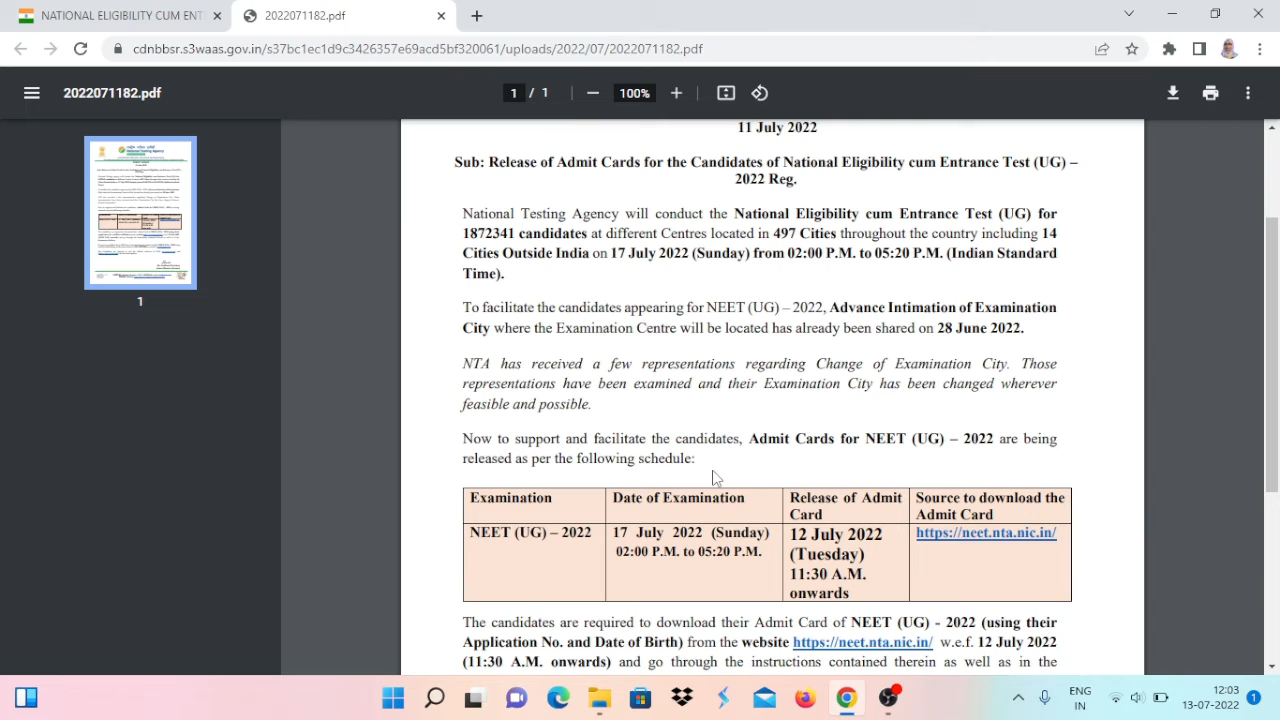 NATIONAL ELIGIBILITY CUM ENT
2022071182.pdf
cdnbbsr.s3waas.gov.in/s37bc1ec1d9c3426357e69acd5bf320061/uploads/2022/07/2022071182.pdf
2022071182.pdf
1 / 1
100%
11 July 2022
Sub: Release of Admit Cards for the Candidates of National Eligibility cum Entrance Test (UG) –
2022 Reg.
National Testing Agency will conduct the National Eligibility cum Entrance Test (UG) for
1872341 candidates at different Centres located in 497 Cities throughout the country including 14
Cities Outside India on 17 July 2022 (Sunday) from 02:00 P.M. to 05:20 P.M. (Indian Standard
Time).
To facilitate the candidates appearing for NEET (UG) – 2022, Advance Intimation of Examination
City where the Examination Centre will be located has already been shared on 28 June 2022.
NTA has received a few representations regarding Change of Examination City. Those
representations have been examined and their Examination City has been changed wherever
feasible and possible.
Now to support and facilitate the candidates, Admit Cards for NEET (UG) – 2022 are being
released as per the following schedule:
Examination
Date of Examination
Release of Admit
Card
Source to download the
Admit Card
NEET (UG) – 2022
17 July 2022 (Sunday)
02:00 P.M. to 05:20 P.M.
12 July 2022
(Tuesday)
11:30 A.M.
onwards
https://neet.nta.nic.in/
The candidates are required to download their Admit Card of NEET (UG) - 2022 (using their
Application No. and Date of Birth) from the website https://neet.nta.nic.in/ w.e.f. 12 July 2022
(11:30 A.M. onwards) and go through the instructions contained therein as well as in the
1
ENG
IN
12:03
13-07-2022
1